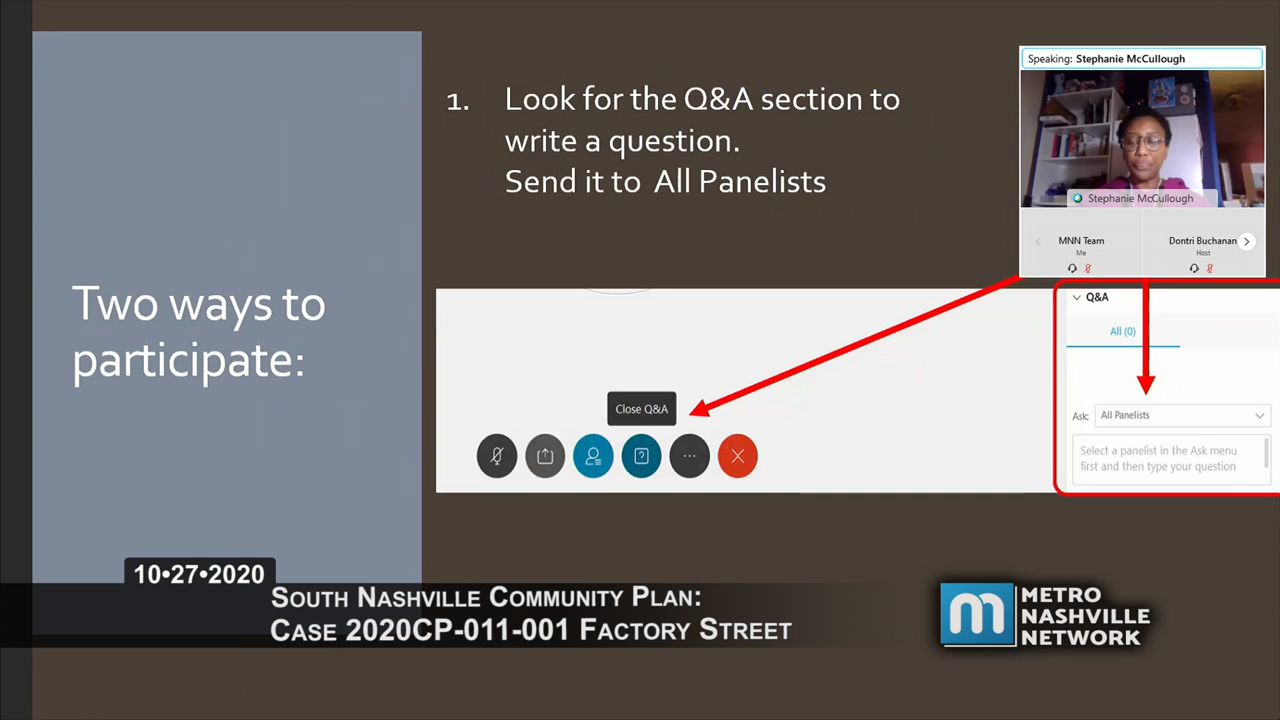 Two ways to
participate:
1. Look for the Q&A section to
write a question.
Send it to All Panelists
Speaking: Stephanie McCullough
Stephanie McCullough
MNN Team
Me
Dontri Buchanan
Host
Close Q&A
Q&A
All (0)
Ask: All Panelists
Select a panelist in the Ask menu
first and then type your question
10•27•2020
SOUTH NASHVILLE COMMUNITY PLAN:
CASE 2020CP-011-001 FACTORY STREET
m METRO
NASHVILLE
NETWORK